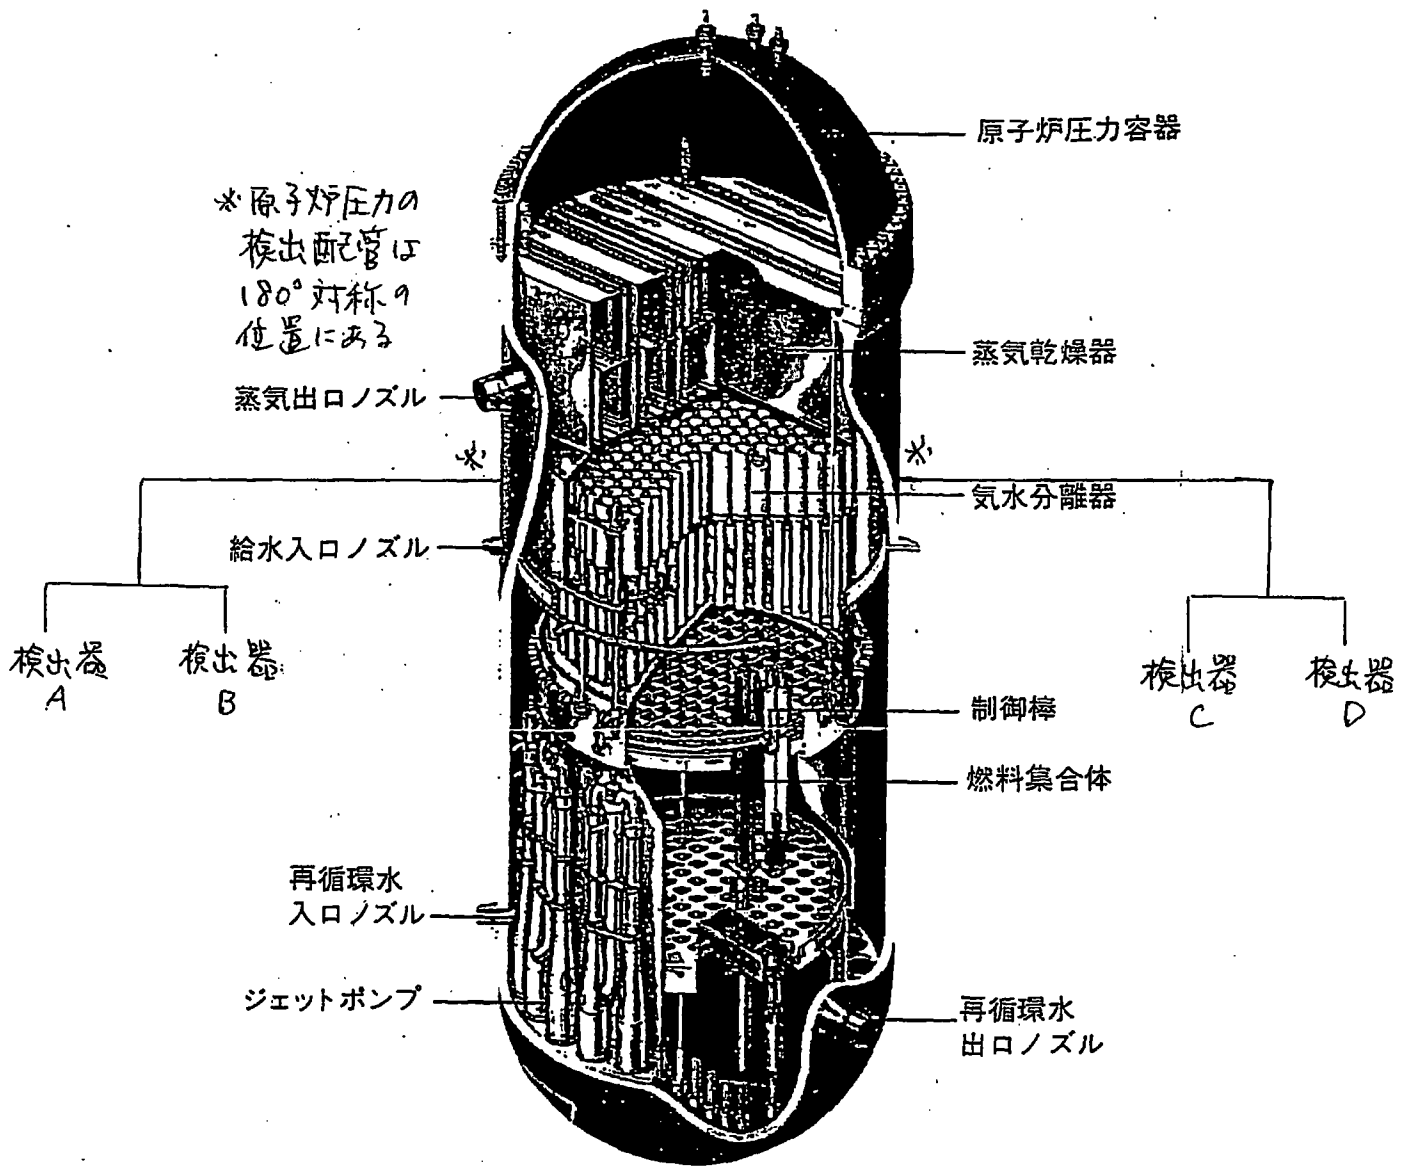 原子炉圧力容器
※原子炉圧力の
検出配管は
180°対称の
位置にある
蒸気乾燥器
蒸気出口ノズル
※
※
気水分離器
給水入口ノズル
検出器
A
検出器
B
検出器
C
検出器
D
制御棒
燃料集合体
再循環水
入口ノズル
ジェットポンプ
再循環水
出口ノズル